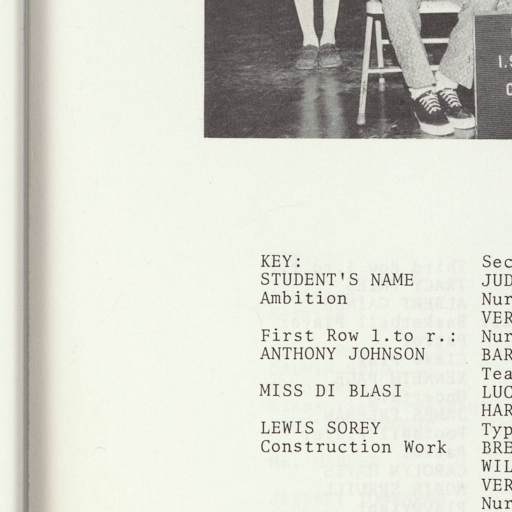 I.S
KEY:
STUDENT'S NAME
Ambition
First Row l.to r.:
ANTHONY JOHNSON
MISS DI BLASI
LEWIS SOREY
Construction Work
Sec
JUD
Nur
VER
Nur
BAR
Tea
LUC
HAR
Typ
BRE
WIL
VER
Nur